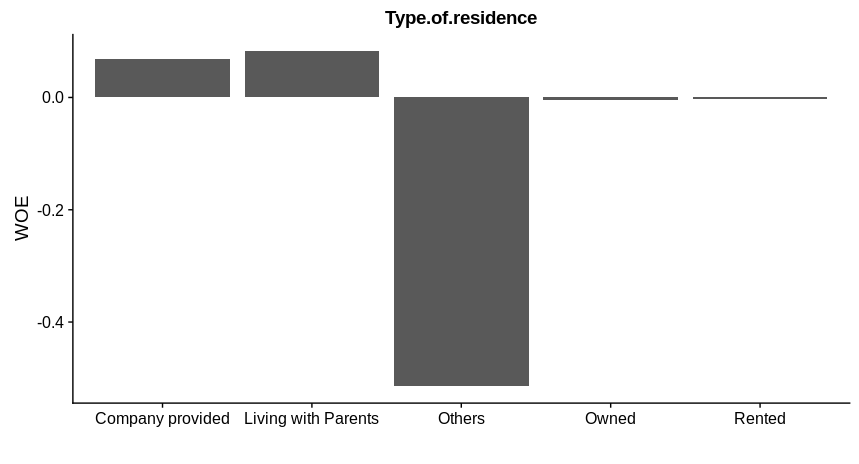 Type.of.residence
WOE
0.0
-0.2
-0.4
Company provided Living with Parents Others Owned Rented